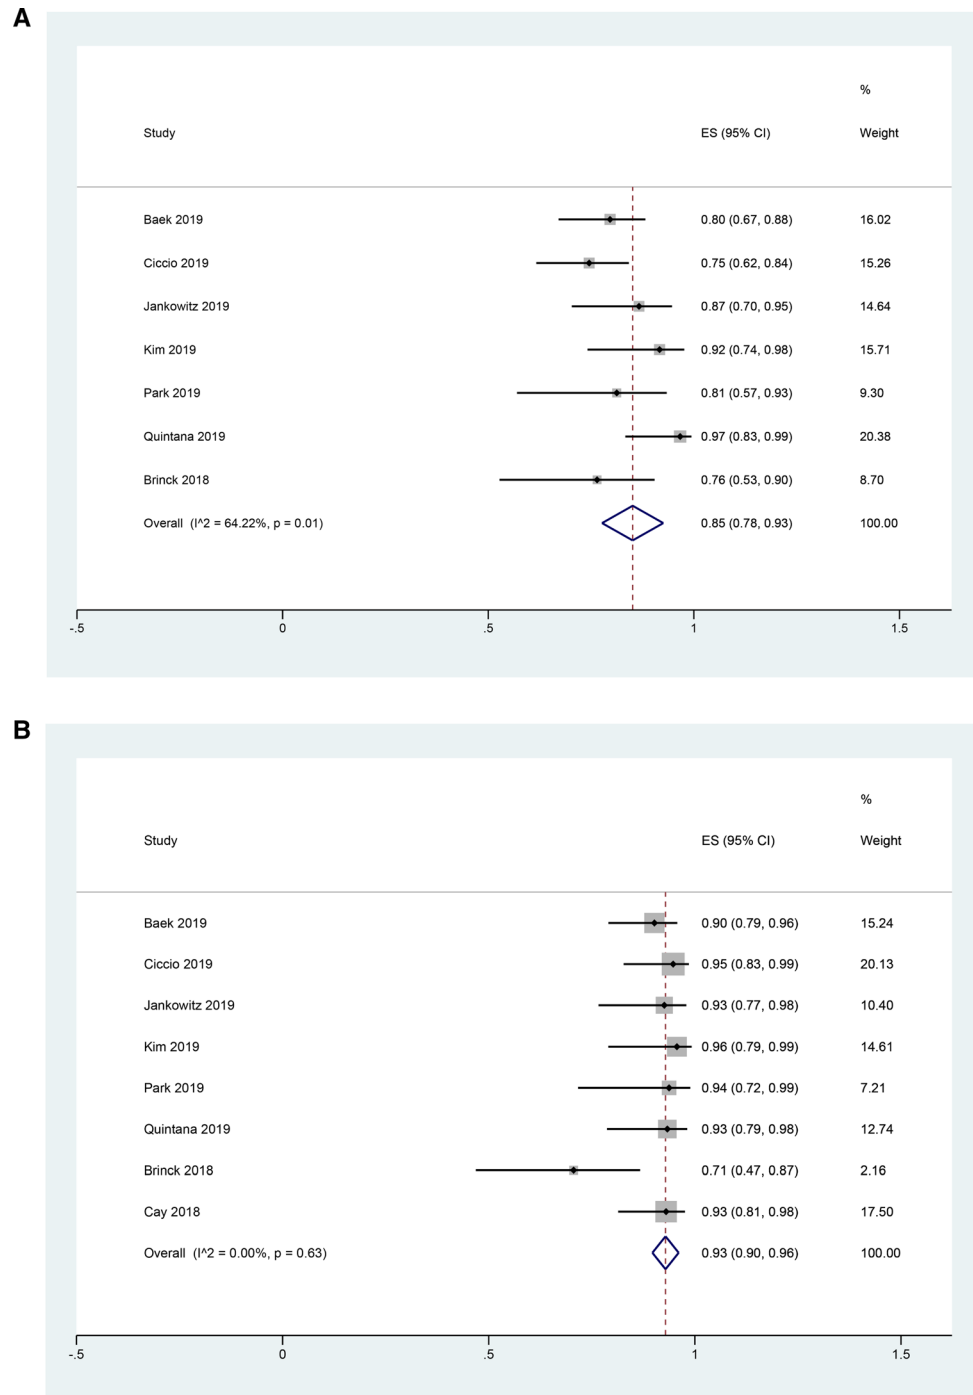 A
%
Study ES (95% CI) Weight
Baek 2019 0.80 (0.67, 0.88) 16.02
Ciccio 2019 0.75 (0.62, 0.84) 15.26
Jankowitz 2019 0.87 (0.70, 0.95) 14.64
Kim 2019 0.92 (0.74, 0.98) 15.71
Park 2019 0.81 (0.57, 0.93) 9.30
Quintana 2019 0.97 (0.83, 0.99) 20.38
Brinck 2018 0.76 (0.53, 0.90) 8.70
Overall (I^2 = 64.22%, p = 0.01) 0.85 (0.78, 0.93) 100.00
-.5 0 .5 1 1.5
B
%
Study ES (95% CI) Weight
Baek 2019 0.90 (0.79, 0.96) 15.24
Ciccio 2019 0.95 (0.83, 0.99) 20.13
Jankowitz 2019 0.93 (0.77, 0.98) 10.40
Kim 2019 0.96 (0.79, 0.99) 14.61
Park 2019 0.94 (0.72, 0.99) 7.21
Quintana 2019 0.93 (0.79, 0.98) 12.74
Brinck 2018 0.71 (0.47, 0.87) 2.16
Cay 2018 0.93 (0.81, 0.98) 17.50
Overall (I^2 = 0.00%, p = 0.63) 0.93 (0.90, 0.96) 100.00
-.5 0 .5 1 1.5